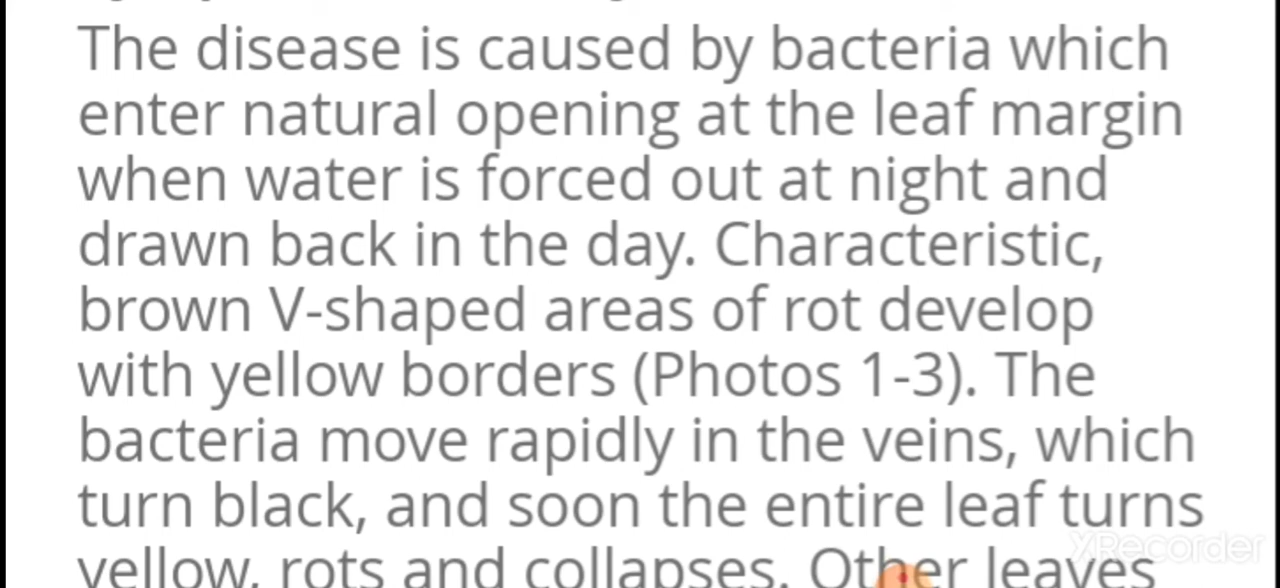 The disease is caused by bacteria which
enter natural opening at the leaf margin
when water is forced out at night and
drawn back in the day. Characteristic,
brown V-shaped areas of rot develop
with yellow borders (Photos 1-3). The
bacteria move rapidly in the veins, which
turn black, and soon the entire leaf turns
XRecorder
yellow, rots and collapses. Other leaves